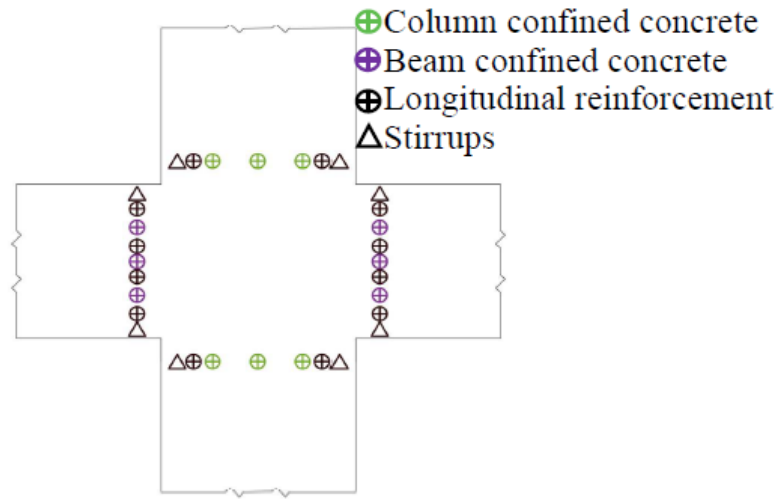 Column confined concrete
Beam confined concrete
Longitudinal reinforcement
Stirrups